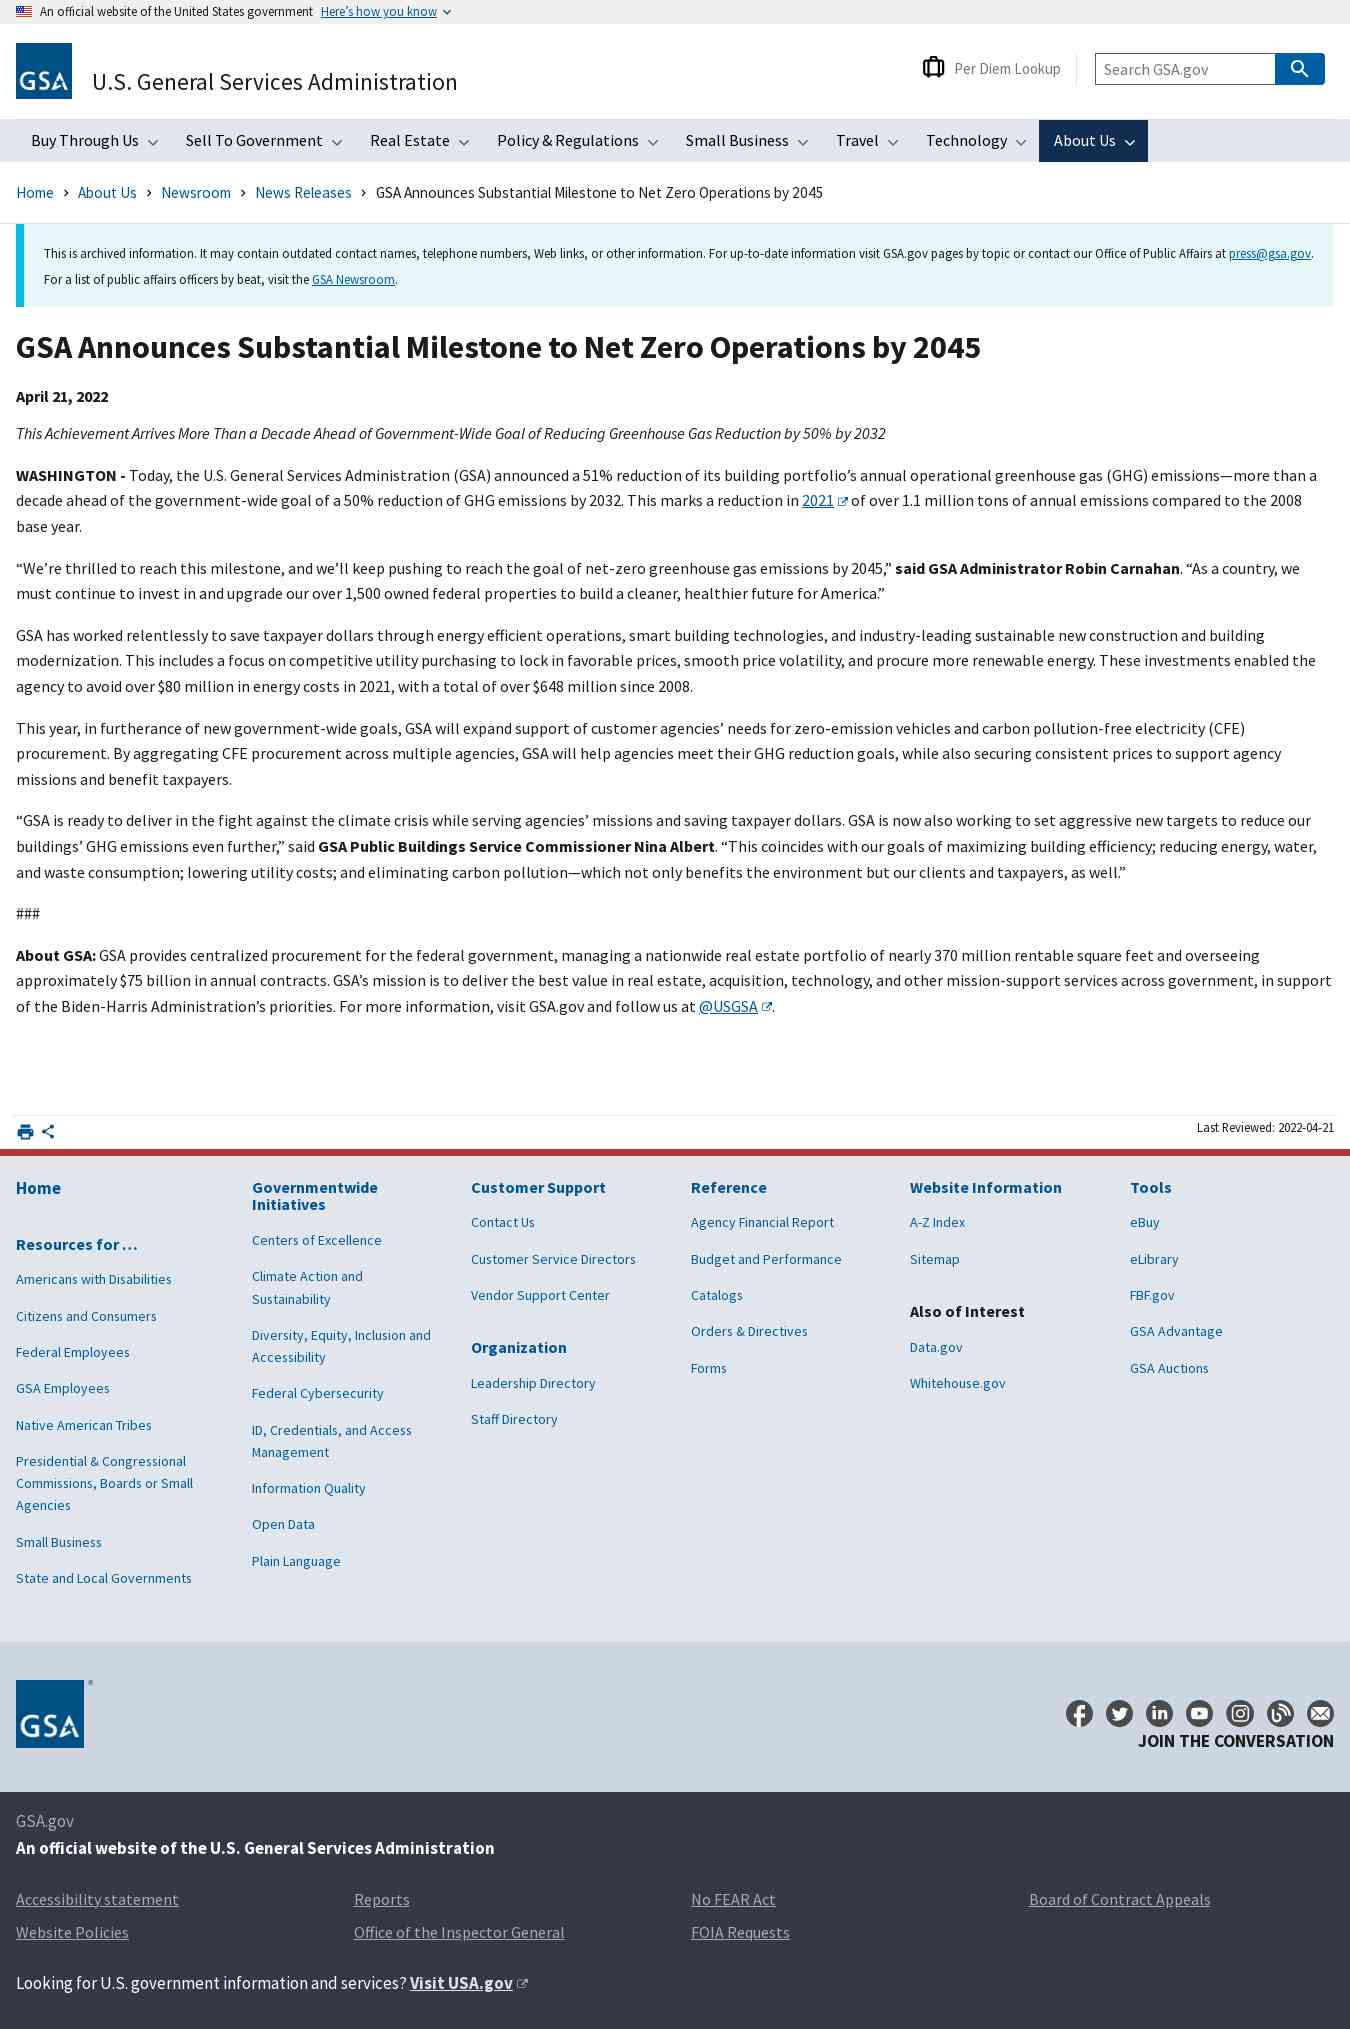 An official website of the United States government Here’s how you know
GSA
U.S. General Services Administration
Per Diem Lookup
Search GSA.gov
Buy Through Us
Sell To Government
Real Estate
Policy & Regulations
Small Business
Travel
Technology
About Us
Home
About Us
Newsroom
News Releases
GSA Announces Substantial Milestone to Net Zero Operations by 2045
This is archived information. It may contain outdated contact names, telephone numbers, Web links, or other information. For up-to-date information visit GSA.gov pages by topic or contact our Office of Public Affairs at press@gsa.gov.
For a list of public affairs officers by beat, visit the GSA Newsroom.
GSA Announces Substantial Milestone to Net Zero Operations by 2045
April 21, 2022
This Achievement Arrives More Than a Decade Ahead of Government-Wide Goal of Reducing Greenhouse Gas Reduction by 50% by 2032
WASHINGTON - Today, the U.S. General Services Administration (GSA) announced a 51% reduction of its building portfolio’s annual operational greenhouse gas (GHG) emissions—more than a
decade ahead of the government-wide goal of a 50% reduction of GHG emissions by 2032. This marks a reduction in 2021 of over 1.1 million tons of annual emissions compared to the 2008
base year.
“We’re thrilled to reach this milestone, and we’ll keep pushing to reach the goal of net-zero greenhouse gas emissions by 2045,” said GSA Administrator Robin Carnahan. “As a country, we
must continue to invest in and upgrade our over 1,500 owned federal properties to build a cleaner, healthier future for America.”
GSA has worked relentlessly to save taxpayer dollars through energy efficient operations, smart building technologies, and industry-leading sustainable new construction and building
modernization. This includes a focus on competitive utility purchasing to lock in favorable prices, smooth price volatility, and procure more renewable energy. These investments enabled the
agency to avoid over $80 million in energy costs in 2021, with a total of over $648 million since 2008.
This year, in furtherance of new government-wide goals, GSA will expand support of customer agencies’ needs for zero-emission vehicles and carbon pollution-free electricity (CFE)
procurement. By aggregating CFE procurement across multiple agencies, GSA will help agencies meet their GHG reduction goals, while also securing consistent prices to support agency
missions and benefit taxpayers.
“GSA is ready to deliver in the fight against the climate crisis while serving agencies’ missions and saving taxpayer dollars. GSA is now also working to set aggressive new targets to reduce our
buildings’ GHG emissions even further,” said GSA Public Buildings Service Commissioner Nina Albert. “This coincides with our goals of maximizing building efficiency; reducing energy, water,
and waste consumption; lowering utility costs; and eliminating carbon pollution—which not only benefits the environment but our clients and taxpayers, as well.”
###
About GSA: GSA provides centralized procurement for the federal government, managing a nationwide real estate portfolio of nearly 370 million rentable square feet and overseeing
approximately $75 billion in annual contracts. GSA’s mission is to deliver the best value in real estate, acquisition, technology, and other mission-support services across government, in support
of the Biden-Harris Administration’s priorities. For more information, visit GSA.gov and follow us at @USGSA.
Last Reviewed: 2022-04-21
Home
Resources for …
Americans with Disabilities
Citizens and Consumers
Federal Employees
GSA Employees
Native American Tribes
Presidential & Congressional
Commissions, Boards or Small
Agencies
Small Business
State and Local Governments
Governmentwide
Initiatives
Centers of Excellence
Climate Action and
Sustainability
Diversity, Equity, Inclusion and
Accessibility
Federal Cybersecurity
ID, Credentials, and Access
Management
Information Quality
Open Data
Plain Language
Customer Support
Contact Us
Customer Service Directors
Vendor Support Center
Organization
Leadership Directory
Staff Directory
Reference
Agency Financial Report
Budget and Performance
Catalogs
Orders & Directives
Forms
Website Information
A-Z Index
Sitemap
Also of Interest
Data.gov
Whitehouse.gov
Tools
eBuy
eLibrary
FBF.gov
GSA Advantage
GSA Auctions
GSA ®
JOIN THE CONVERSATION
GSA.gov
An official website of the U.S. General Services Administration
Accessibility statement
Reports
No FEAR Act
Board of Contract Appeals
Website Policies
Office of the Inspector General
FOIA Requests
Looking for U.S. government information and services? Visit USA.gov